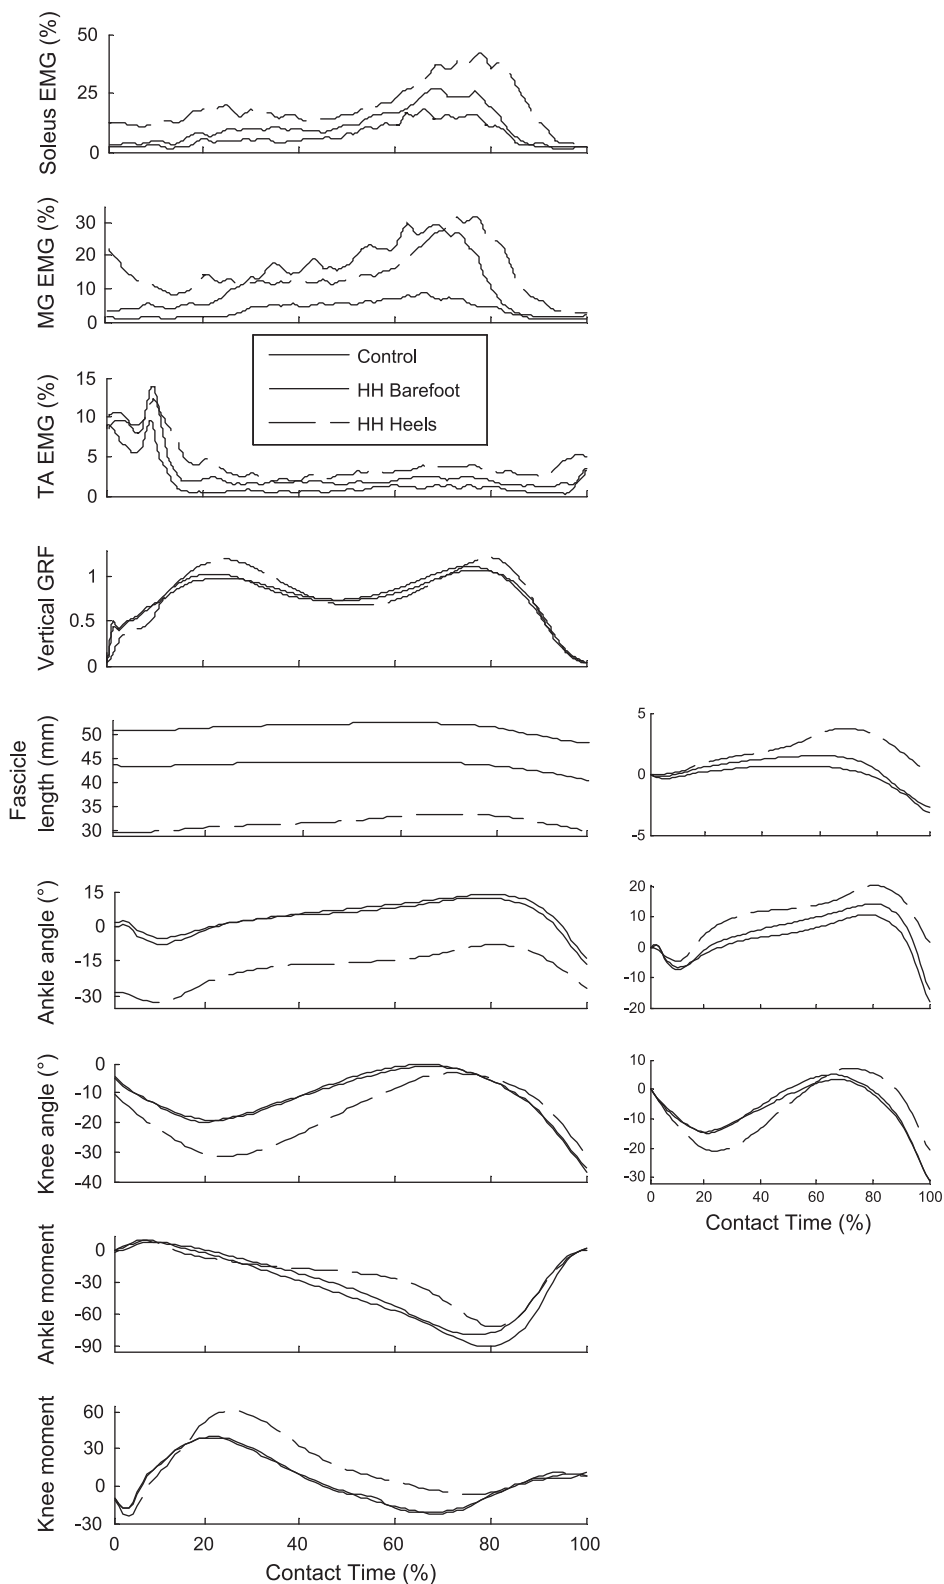 Soleus EMG (%)
50
25
0
MG EMG (%)
30
20
10
0
Control
HH Barefoot
HH Heels
TA EMG (%)
15
10
5
0
Vertical GRF
1
0.5
0
Fascicle
length (mm)
50
45
40
35
30
5
0
-5
Ankle angle (°)
15
0
-15
-30
20
10
0
-10
-20
Knee angle (°)
0
-10
-20
-30
-40
10
0
-10
-20
-30
0 20 40 60 80 100
Contact Time (%)
Ankle moment
0
-30
-60
-90
Knee moment
60
30
0
-30
0 20 40 60 80 100
Contact Time (%)